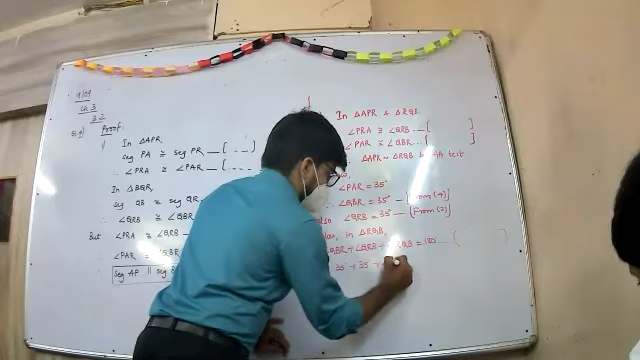 9/09
Ch 3
3.2
Proof:
1) In △APR,
seg PA ≅ seg PR — [ ... ]
∴ ∠PRA ≅ ∠PAR — [ ....
In △BQR,
seg QB ≅ seg QR
∴ ∠QRB ≅ ∠QBR
But ∠PRA ≅ ∠QRB —
∴ ∠PAR ≅ ∠QBR
seg AP || seg B
In △APR & △RQB
∠PRA ≅ ∠QRB — [ ]
∠PAR ≅ ∠QBR — [ ]
∴ △APR ~ △RQB AA test
∠PAR = 35°
∠QBR = 35° — [from (4)]
∠QRB = 35° — [from (2)]
in △RQB,
∠QBR + ∠QRB + ∠RQB = 180 — ( )
35° + 35 +